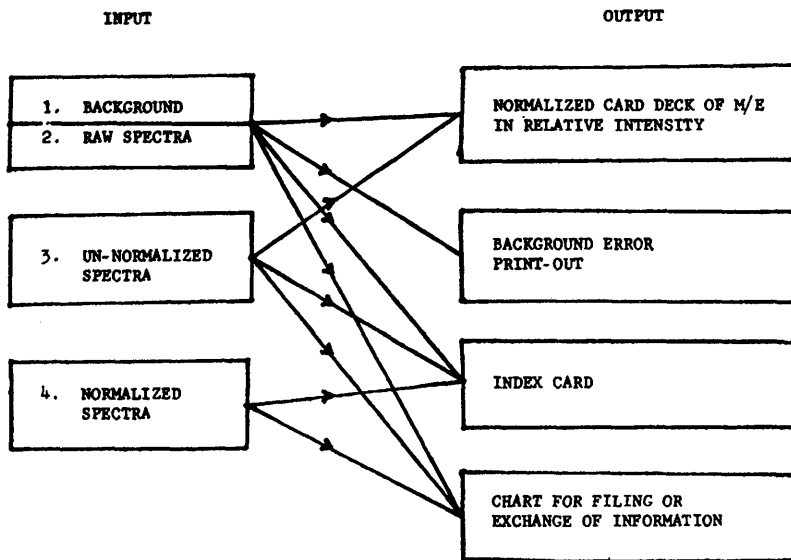 INPUT
OUTPUT
1. BACKGROUND
2. RAW SPECTRA
3. UN-NORMALIZED
SPECTRA
4. NORMALIZED
SPECTRA
NORMALIZED CARD DECK OF M/E
IN RELATIVE INTENSITY
BACKGROUND ERROR
PRINT-OUT
INDEX CARD
CHART FOR FILING OR
EXCHANGE OF INFORMATION